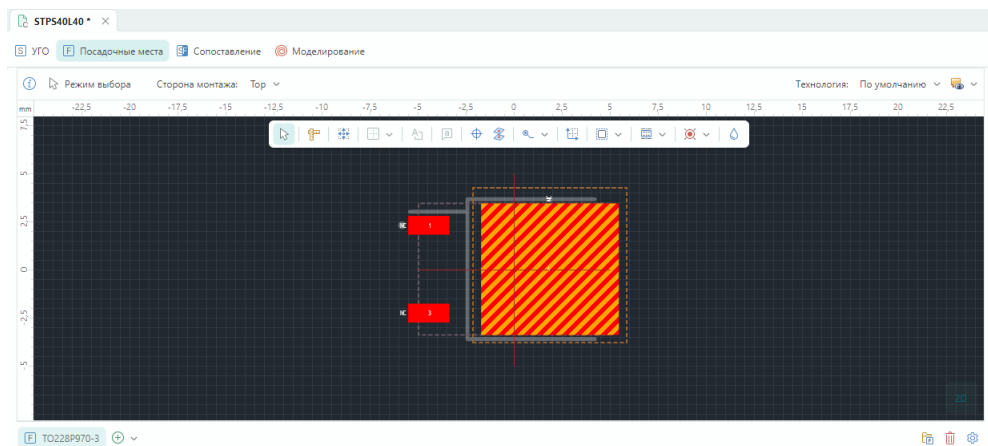 STPS40L40 *
S УГО F Посадочные места Сопоставление Моделирование
Режим выбора Сторона монтажа: Top Технология: По умолчанию
mm -22,5 -20 -17,5 -15 -12,5 -10 -7,5 -5 -2,5 0 2,5 5 7,5 10 12,5 15 17,5 20 22,5
7,5
5
2,5
NC 1
0
-2,5
NC 3
-5
2D
F TO228P970-3